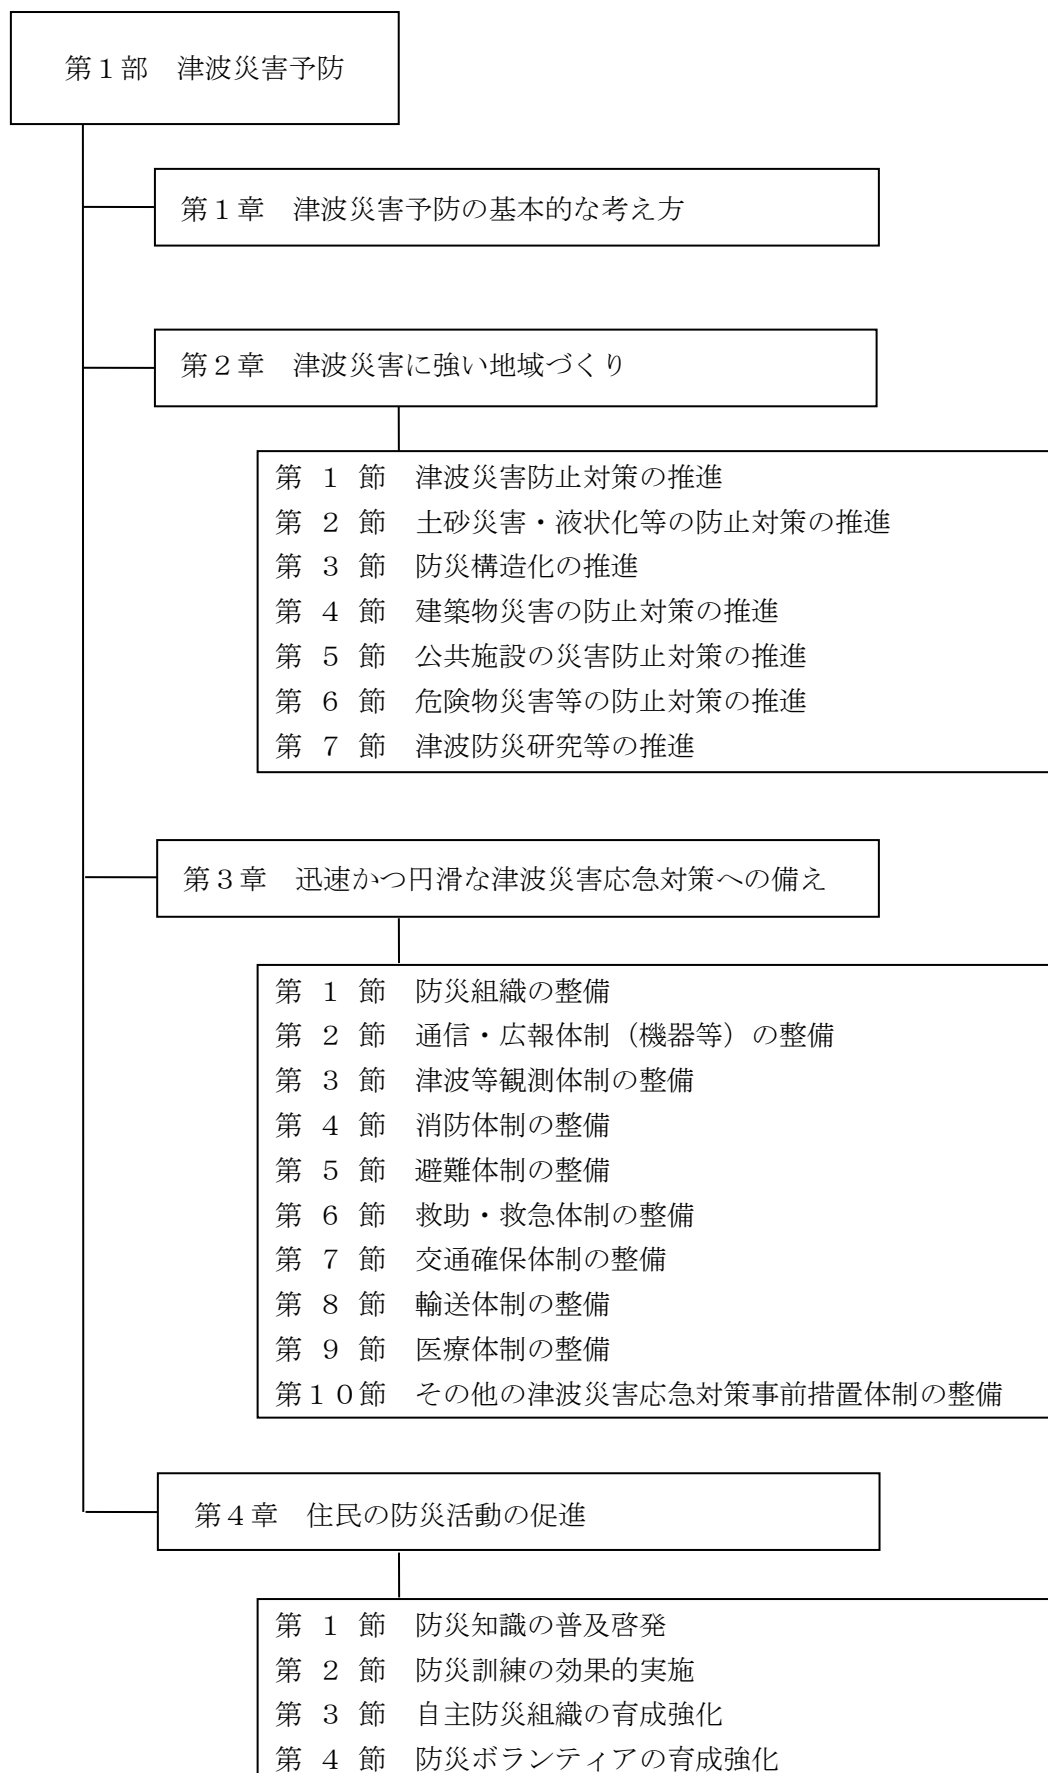 第１部　津波災害予防
第１章　津波災害予防の基本的な考え方
第２章　津波災害に強い地域づくり
第 １ 節　津波災害防止対策の推進
第 ２ 節　土砂災害・液状化等の防止対策の推進
第 ３ 節　防災構造化の推進
第 ４ 節　建築物災害の防止対策の推進
第 ５ 節　公共施設の災害防止対策の推進
第 ６ 節　危険物災害等の防止対策の推進
第 ７ 節　津波防災研究等の推進
第３章　迅速かつ円滑な津波災害応急対策への備え
第 １ 節　防災組織の整備
第 ２ 節　通信・広報体制（機器等）の整備
第 ３ 節　津波等観測体制の整備
第 ４ 節　消防体制の整備
第 ５ 節　避難体制の整備
第 ６ 節　救助・救急体制の整備
第 ７ 節　交通確保体制の整備
第 ８ 節　輸送体制の整備
第 ９ 節　医療体制の整備
第１０節　その他の津波災害応急対策事前措置体制の整備
第４章　住民の防災活動の促進
第 １ 節　防災知識の普及啓発
第 ２ 節　防災訓練の効果的実施
第 ３ 節　自主防災組織の育成強化
第 ４ 節　防災ボランティアの育成強化